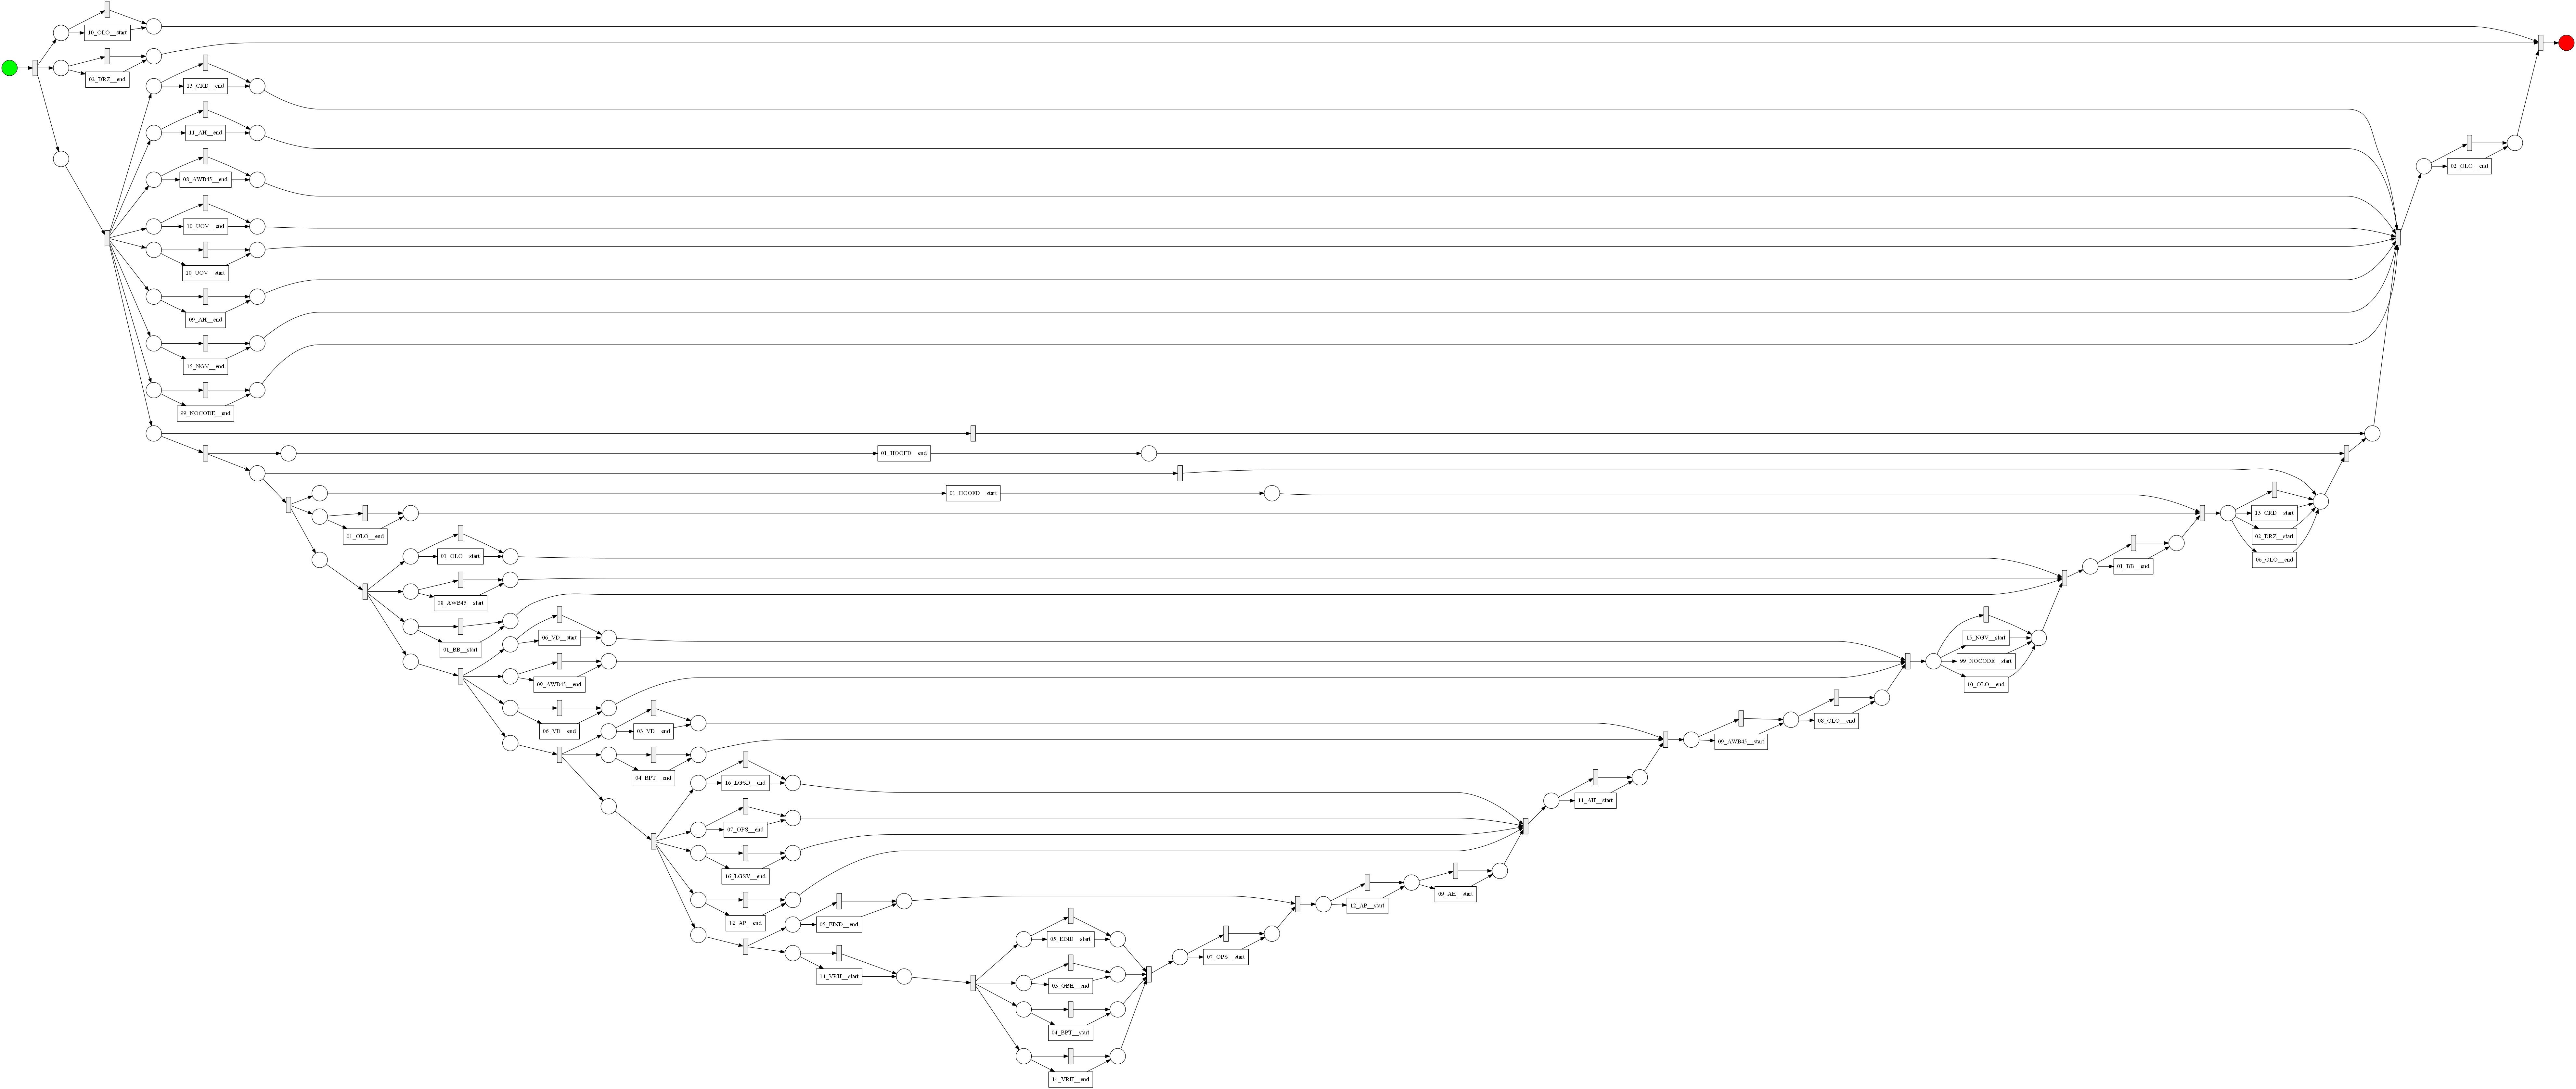 10_OLO__start
02_DRZ__end
13_CRD__end
11_AH__end
08_AWB45__end
02_OLO__end
10_UOV__end
10_UOV__start
09_AH__end
15_NGV__end
99_NOCODE__end
01_HOOFD__end
01_HOOFD__start
13_CRD__start
01_OLO__end
02_DRZ__start
01_OLO__start
06_OLO__end
01_BB__end
08_AWB45__start
06_VD__start
15_NGV__start
01_BB__start
99_NOCODE__start
09_AWB45__end
10_OLO__end
08_OLO__end
06_VD__end
03_VD__end
09_AWB45__start
04_BPT__end
16_LGSD__end
11_AH__start
07_OPS__end
16_LGSV__end
09_AH__start
12_AP__start
12_AP__end
05_EIND__end
05_EIND__start
07_OPS__start
14_VRIJ__start
03_GBH__end
04_BPT__start
14_VRIJ__end